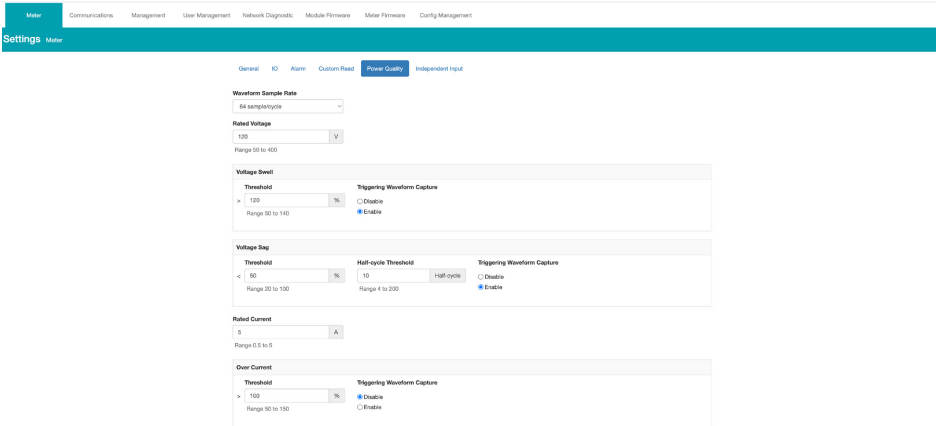 Meter Communications Management User Management Network Diagnostic Module Firmware Meter Firmware Config Management
Settings Meter
General IO Alarm Custom Read Power Quality Independent Input
Waveform Sample Rate
64 sample/cycle
Rated Voltage
120 V
Range 50 to 400
Voltage Swell
Threshold Triggering Waveform Capture
> 120 % Disable
Range 50 to 140 Enable
Voltage Sag
Threshold Half-cycle Threshold Triggering Waveform Capture
< 50 % 10 Half-cycle Disable
Range 20 to 100 Range 4 to 200 Enable
Rated Current
5 A
Range 0.5 to 5
Over Current
Threshold Triggering Waveform Capture
> 100 % Disable
Range 50 to 150 Enable